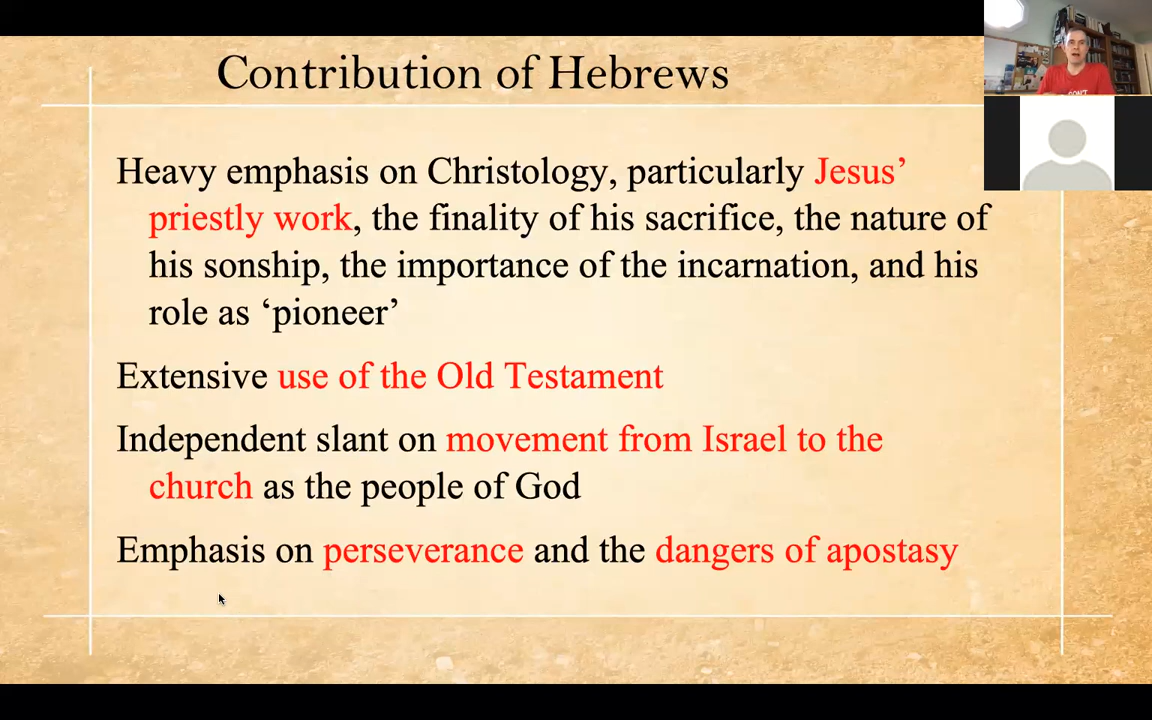 Contribution of Hebrews
Heavy emphasis on Christology, particularly Jesus’
priestly work, the finality of his sacrifice, the nature of
his sonship, the importance of the incarnation, and his
role as ‘pioneer’
Extensive use of the Old Testament
Independent slant on movement from Israel to the
church as the people of God
Emphasis on perseverance and the dangers of apostasy